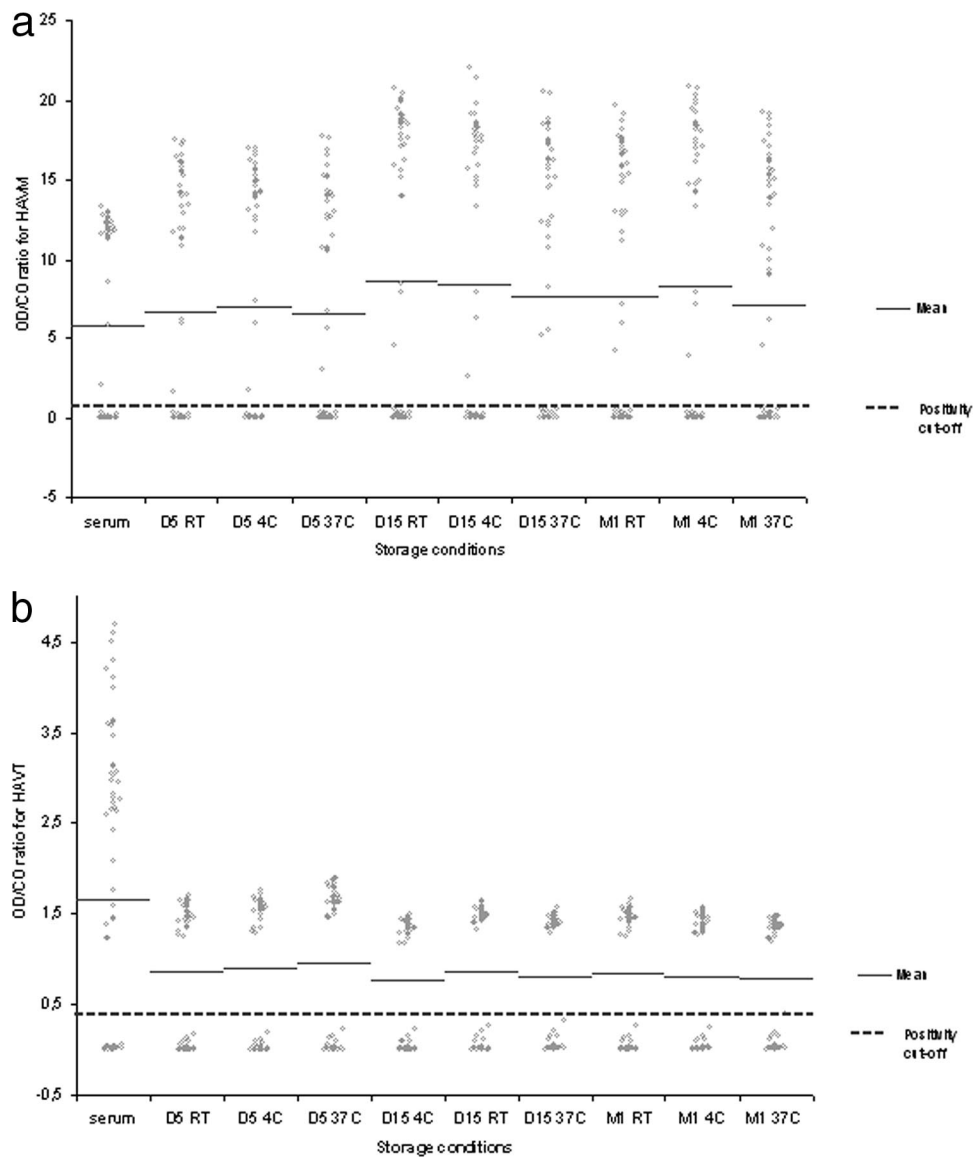 a
25
20
15
10
5
0
-5
OD/CO ratio for HAVM
serum D5 RT D5 4C D5 37C D15 RT D15 4C D15 37C M1 RT M1 4C M1 37C
Storage conditions
Mean
Positivity
cut-off
b
4,5
3,5
2,5
1,5
0,5
-0,5
OD/CO ratio for HAVT
serum D5 RT D5 4C D5 37C D15 4C D15 RT D15 37C M1 RT M1 4C M1 37C
Storage conditions
Mean
Positivity
cut-off